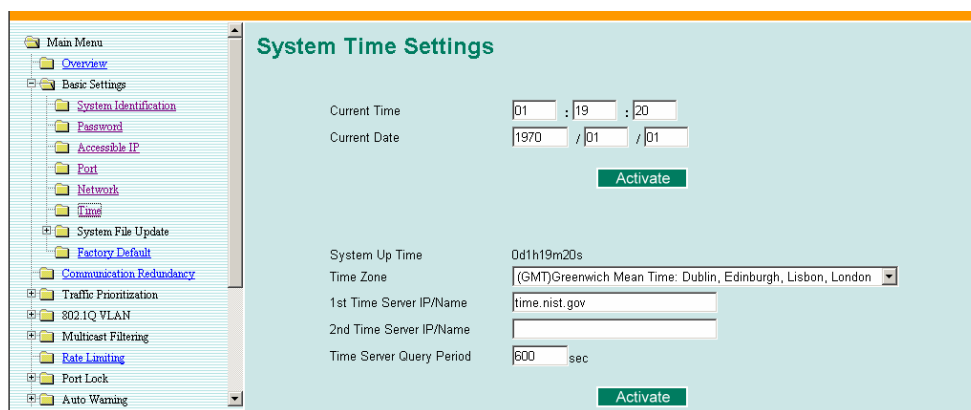 Main Menu
Overview
Basic Settings
System Identification
Password
Accessible IP
Port
Network
Time
System File Update
Factory Default
Communication Redundancy
Traffic Prioritization
802.1Q VLAN
Multicast Filtering
Rate Limiting
Port Lock
Auto Warning
System Time Settings
Current Time 01 : 19 : 20
Current Date 1970 / 01 / 01
Activate
System Up Time 0d1h19m20s
Time Zone (GMT)Greenwich Mean Time: Dublin, Edinburgh, Lisbon, London
1st Time Server IP/Name time.nist.gov
2nd Time Server IP/Name
Time Server Query Period 600 sec
Activate